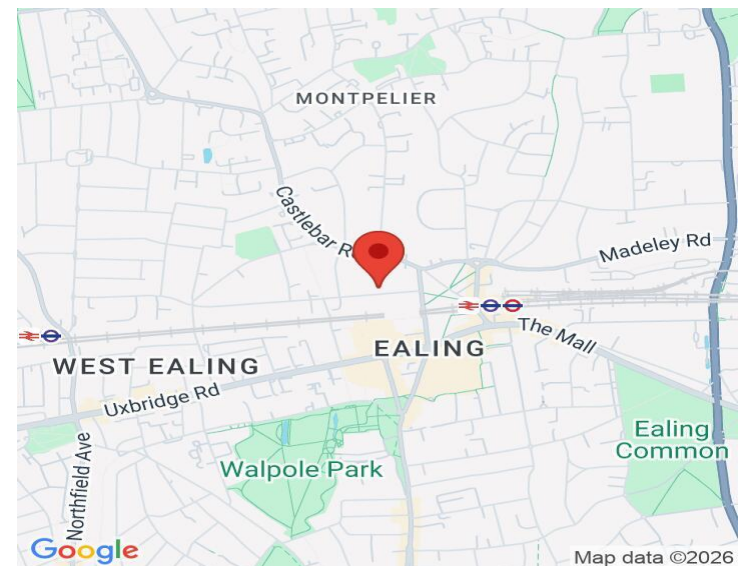 MONTPELIER
Castlebar R
Madeley Rd
The Mall
EALING
WEST EALING
Uxbridge Rd
Ealing
Common
Walpole Park
Northfield Ave
Google
Map data ©2026